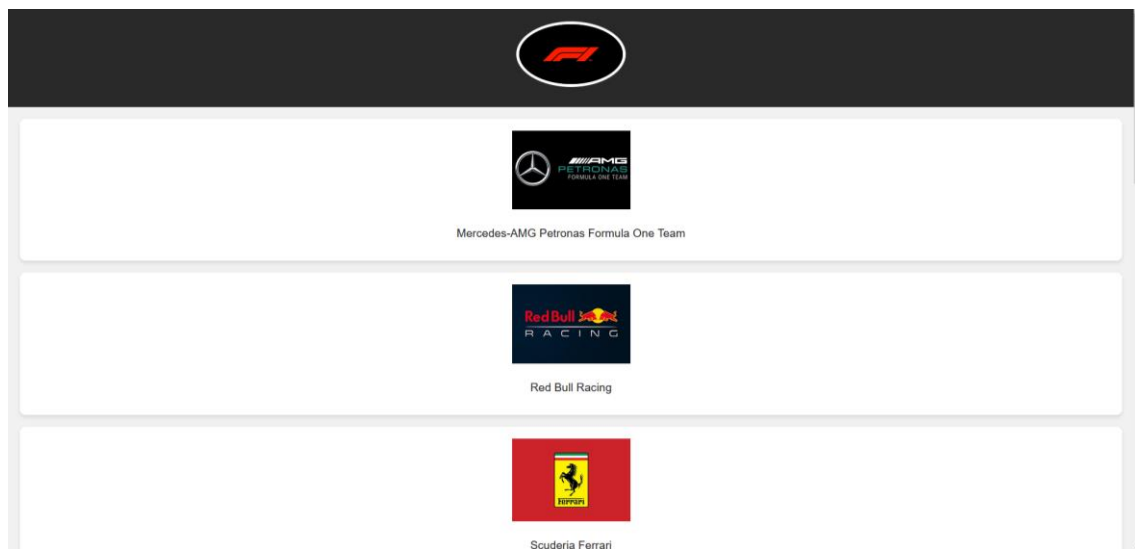 F1
AMG
PETRONAS
FORMULA ONE TEAM
Mercedes-AMG Petronas Formula One Team
Red Bull
RACING
Red Bull Racing
Ferrari
Scuderia Ferrari